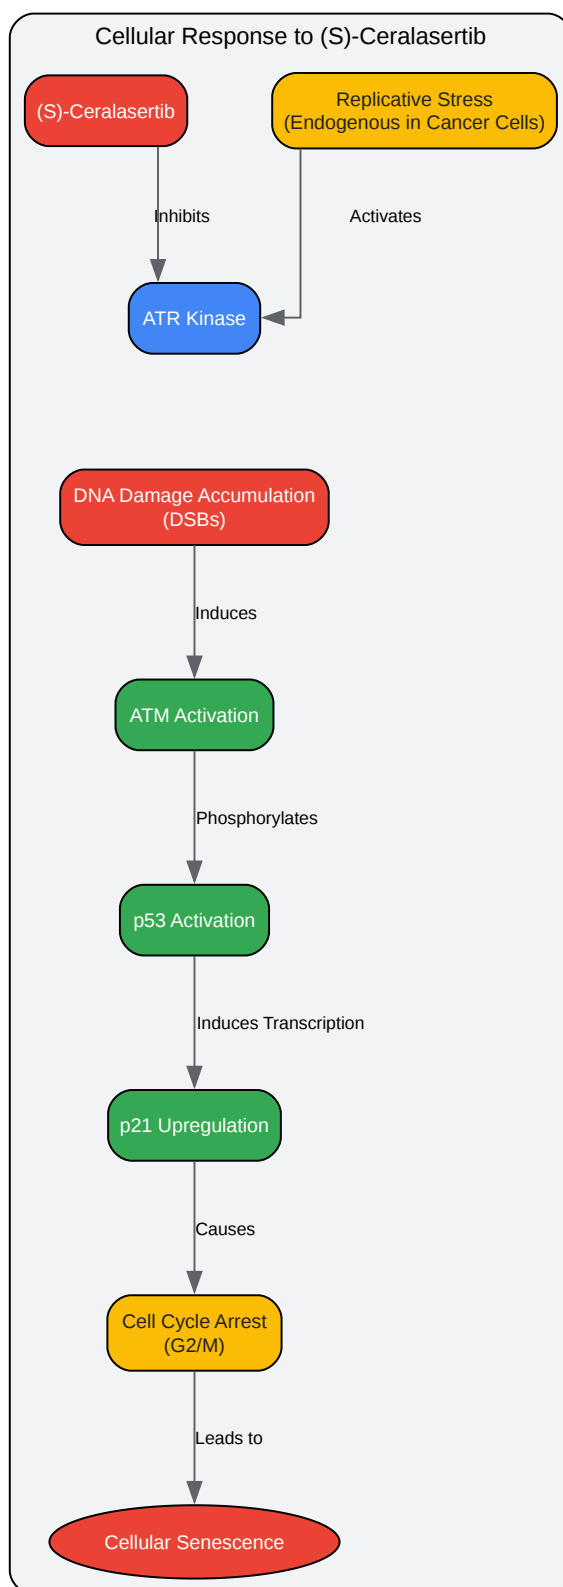 Cellular Response to (S)-Ceralasertib
(S)-Ceralasertib
Replicative Stress
(Endogenous in Cancer Cells)
Inhibits
Activates
ATR Kinase
DNA Damage Accumulation
(DSBs)
Induces
ATM Activation
Phosphorylates
p53 Activation
Induces Transcription
p21 Upregulation
Causes
Cell Cycle Arrest
(G2/M)
Leads to
Cellular Senescence